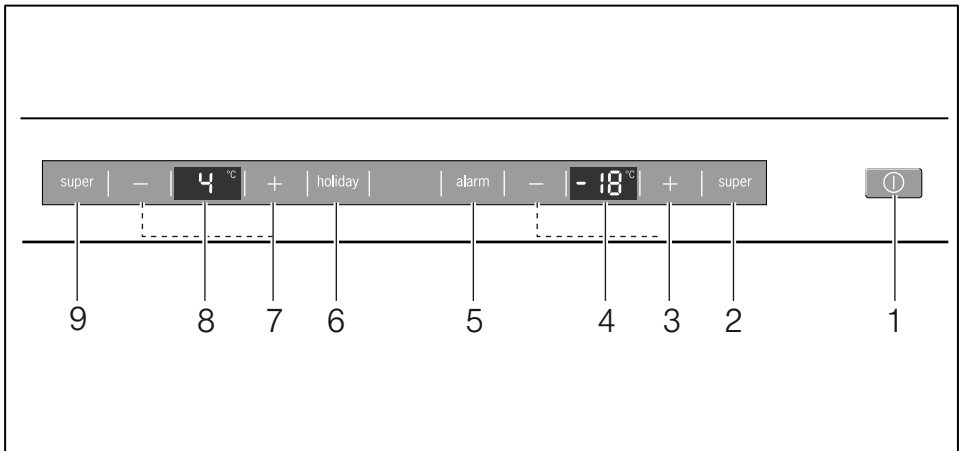 super | − | 4 °C | + | holiday | | alarm | − | -18 °C | + | super
9 8 7 6 5 4 3 2 1